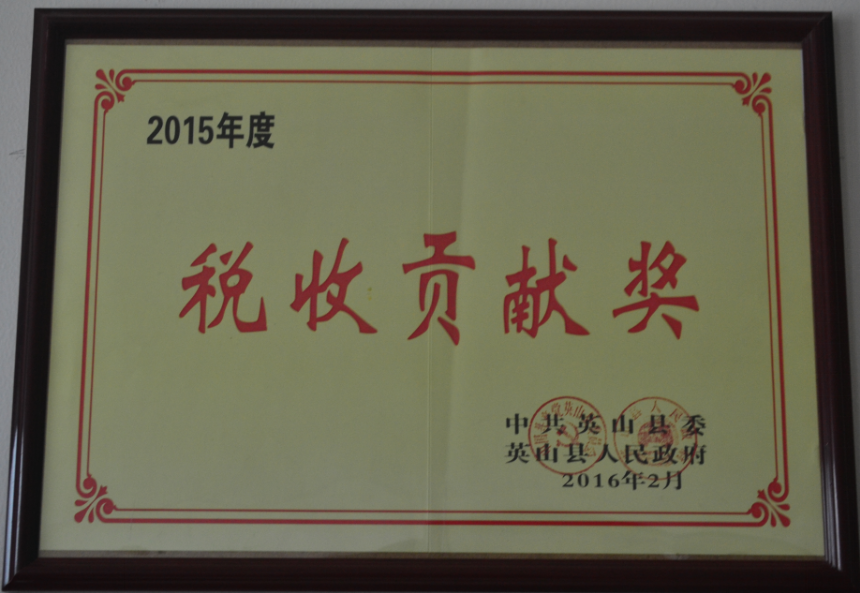 2015年度
税收贡献奖
中共英山县委
英山县人民政府
2016年2月